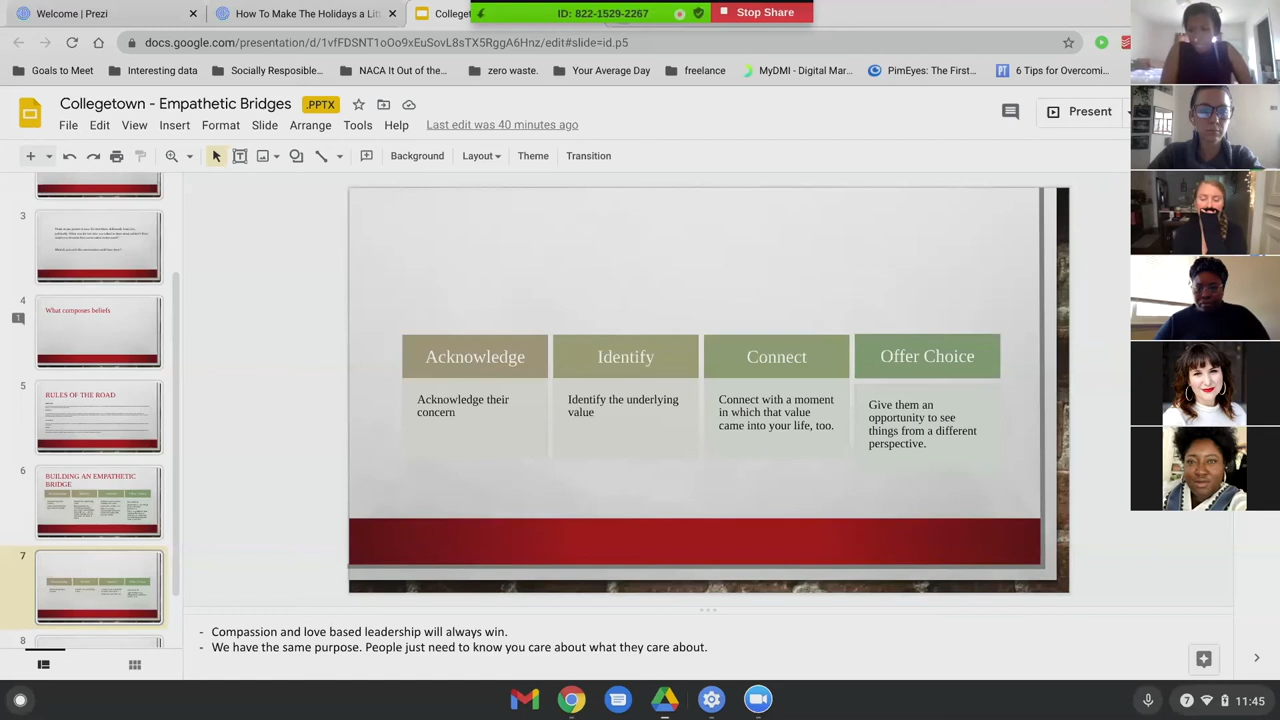 Welcome | Prezi
How To Make The Holidays a Lit
Colleget
ID: 822-1529-2267
Stop Share
docs.google.com/presentation/d/1vfFDSNT1oOo9xEuSovL8sTX5RggA6Hnz/edit#slide=id.p5
Goals to Meet
Interesting data
Socially Resposible...
NACA It Out of the...
zero waste.
Your Average Day
freelance
MyDMI - Digital Mar...
PimEyes: The First...
PT
6 Tips for Overcomi...
Collegetown - Empathetic Bridges
.PPTX
File Edit View Insert Format Slide Arrange Tools Help
Last edit was 40 minutes ago
Present
Background
Layout
Theme
Transition
3
4
1
What composes beliefs
5
RULES OF THE ROAD
6
BUILDING AN EMPATHETIC
BRIDGE
7
8
Acknowledge
Acknowledge their
concern
Identify
Identify the underlying
value
Connect
Connect with a moment
in which that value
came into your life, too.
Offer Choice
Give them an
opportunity to see
things from a different
perspective.
- Compassion and love based leadership will always win.
- We have the same purpose. People just need to know you care about what they care about.
7
11:45